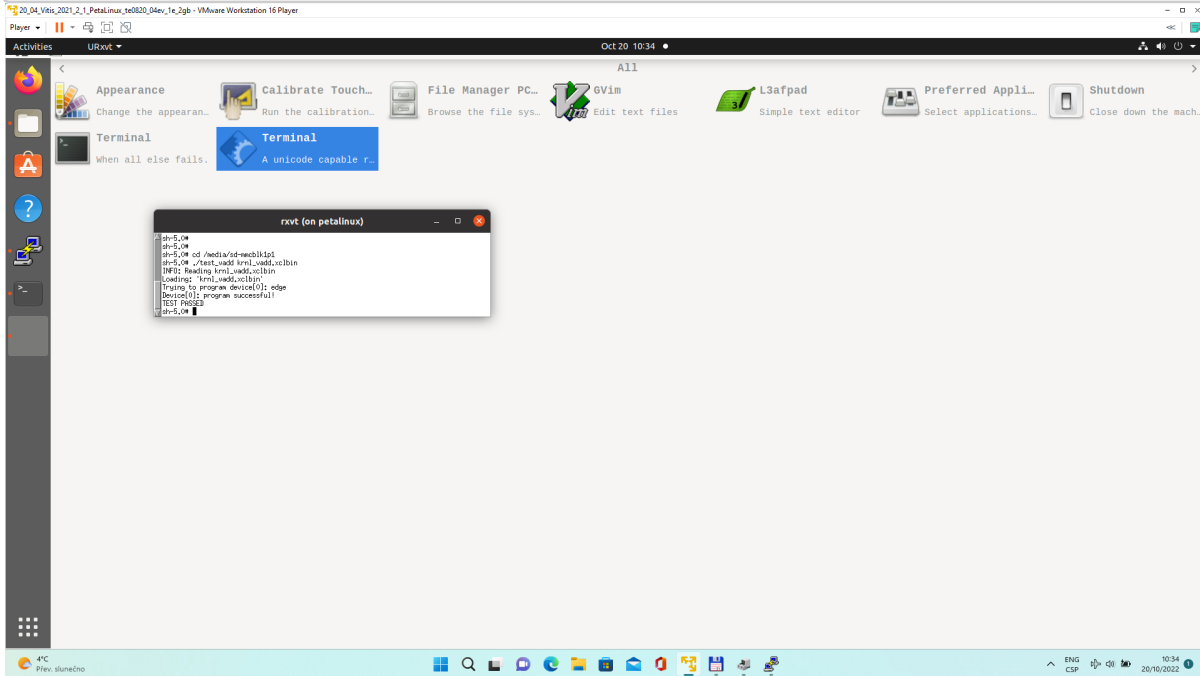 20_04_Vitis_2021_2_1_PetaLinux_te0820_04ev_1e_2gb - VMware Workstation 16 Player
Player
Activities URxvt Oct 20 10:34
All
Appearance Calibrate Touch… File Manager PC… GVim L3afpad Preferred Appli… Shutdown
Change the appearan… Run the calibration… Browse the file sys… Edit text files Simple text editor Select applications… Close down the mach…
Terminal Terminal
When all else fails. A unicode capable r…
rxvt (on petalinux)
sh-5.0#
sh-5.0#
sh-5.0# cd /media/sd-mmcblk1p1
sh-5.0# ./test_vadd krnl_vadd.xclbin
INFO: Reading krnl_vadd.xclbin
Loading: 'krnl_vadd.xclbin'
Trying to program device[0]: edge
Device[0]: program successful!
TEST PASSED
sh-5.0#
4°C
Přev. slunečno
ENG
CSP
10:34
20/10/2022
1